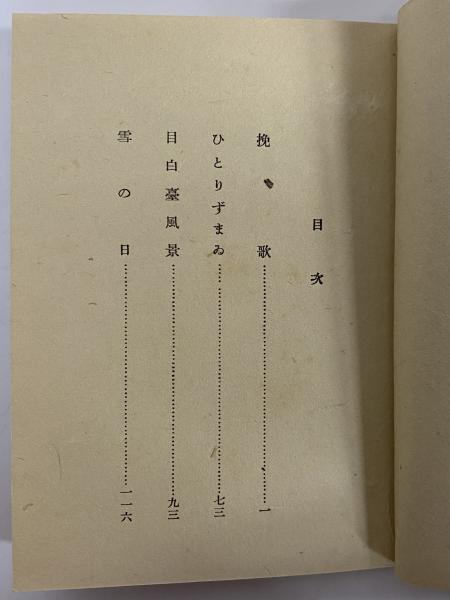 目次
挽歌……………………一
ひとりずまゐ……………………七三
目白臺風景……………………九三
雪の日……………………一一六